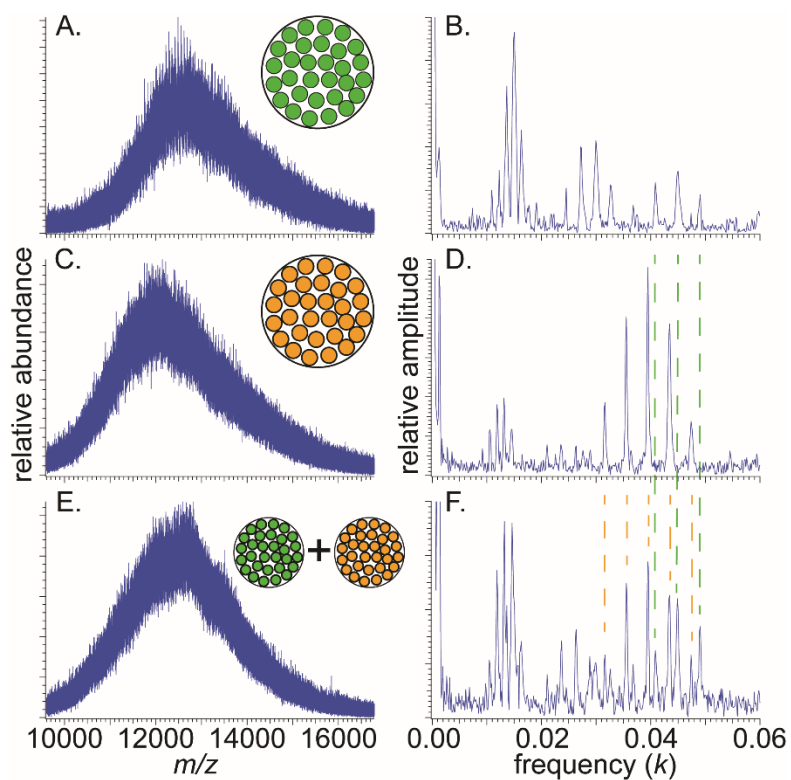 A.
B.
C.
D.
relative abundance
relative amplitude
E.
+
F.
10000 12000 14000 16000
0.00 0.02 0.04 0.06
m/z
frequency (k)